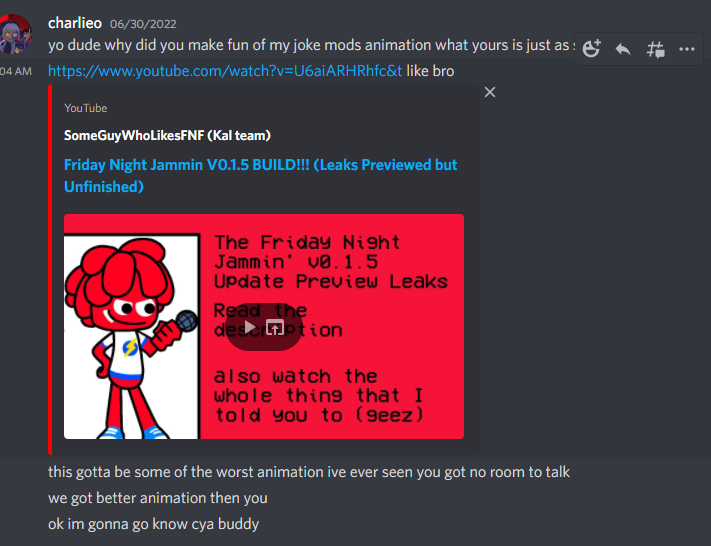 charlieo 06/30/2022
yo dude why did you make fun of my joke mods animation what yours is just as
04 AM https://www.youtube.com/watch?v=U6aiARHRhfc&t like bro
YouTube
SomeGuyWhoLikesFNF (Kal team)
Friday Night Jammin V0.1.5 BUILD!!! (Leaks Previewed but
Unfinished)
The Friday Night
Jammin' v0.1.5
Update Preview Leaks
Read the
description
also watch the
whole thing that I
told you to (geez)
this gotta be some of the worst animation ive ever seen you got no room to talk
we got better animation then you
ok im gonna go know cya buddy